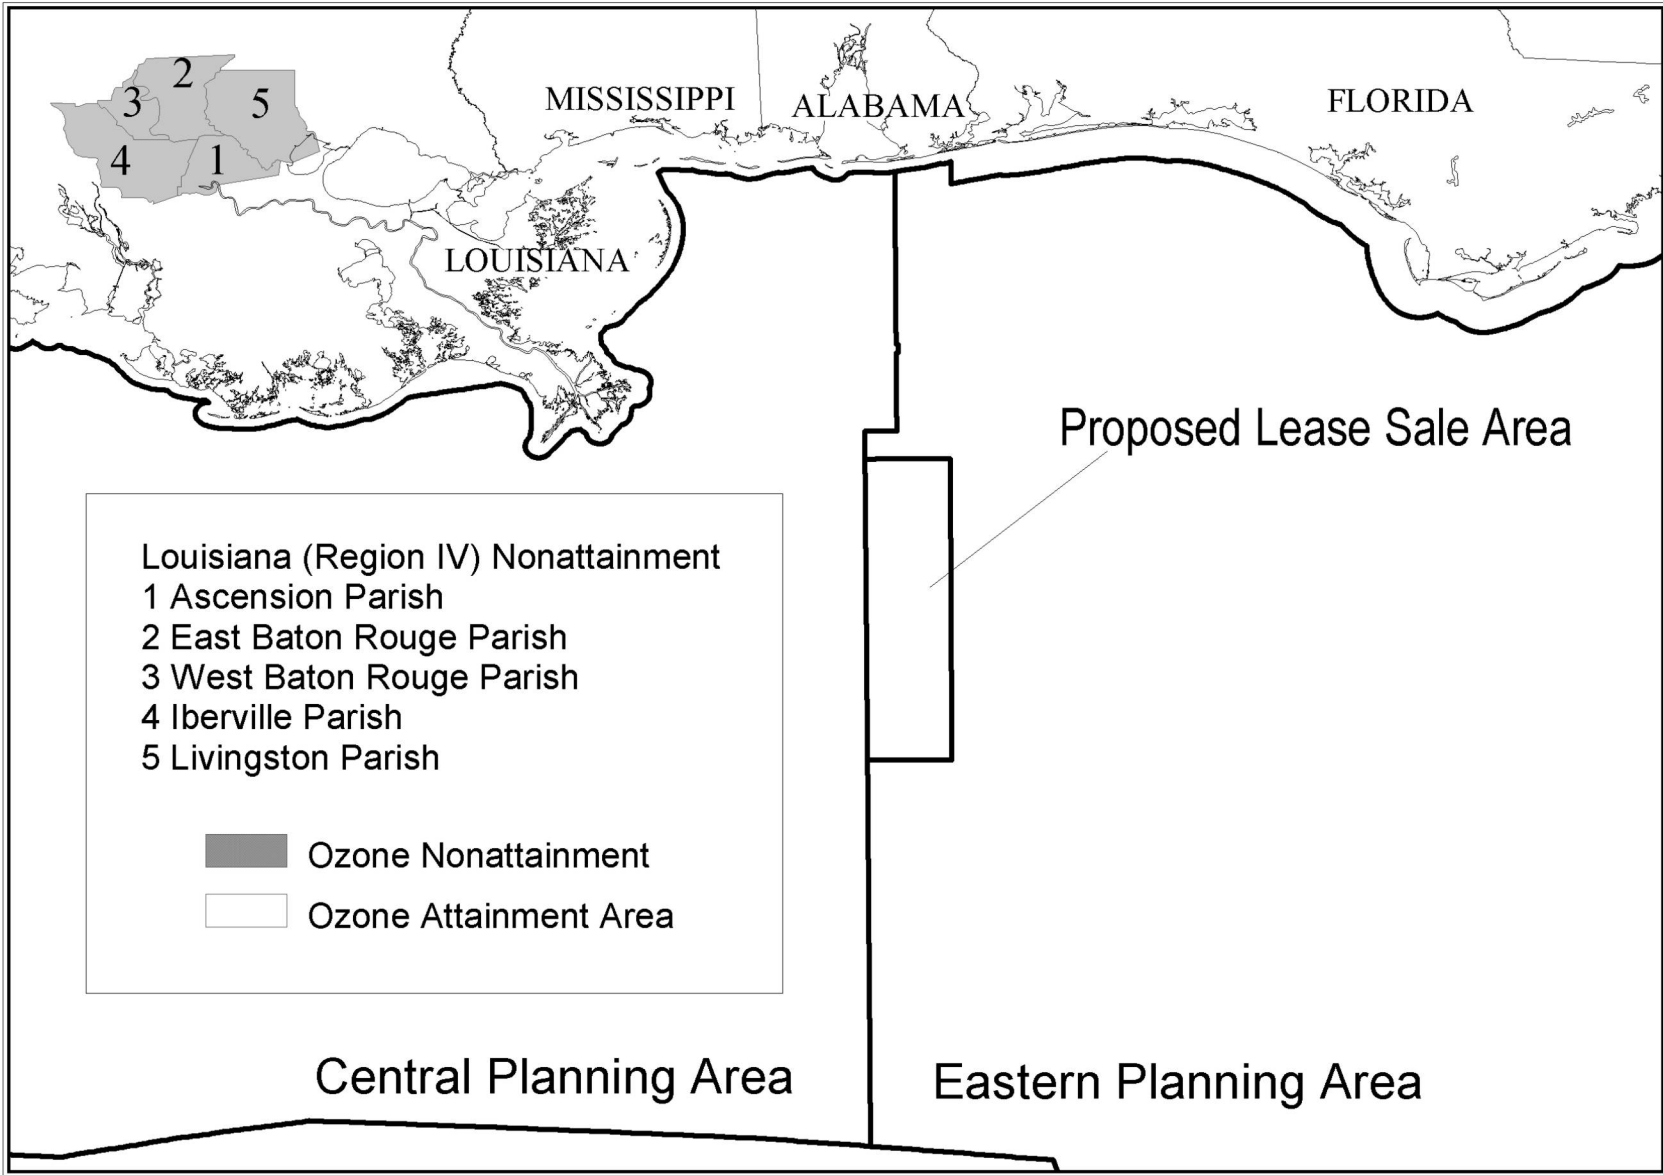 2
3
5
4
1
MISSISSIPPI
ALABAMA
FLORIDA
LOUISIANA
Proposed Lease Sale Area
Louisiana (Region IV) Nonattainment
1 Ascension Parish
2 East Baton Rouge Parish
3 West Baton Rouge Parish
4 Iberville Parish
5 Livingston Parish
Ozone Nonattainment
Ozone Attainment Area
Central Planning Area
Eastern Planning Area